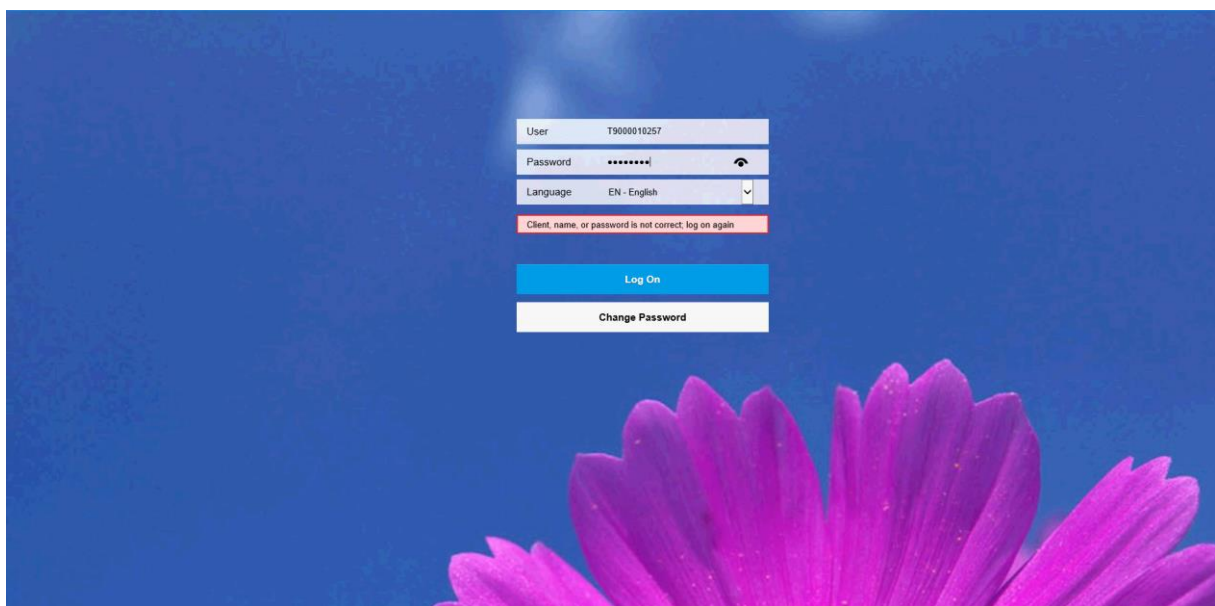 User T9000010257
Password ••••••••
Language EN - English
Client, name, or password is not correct; log on again
Log On
Change Password